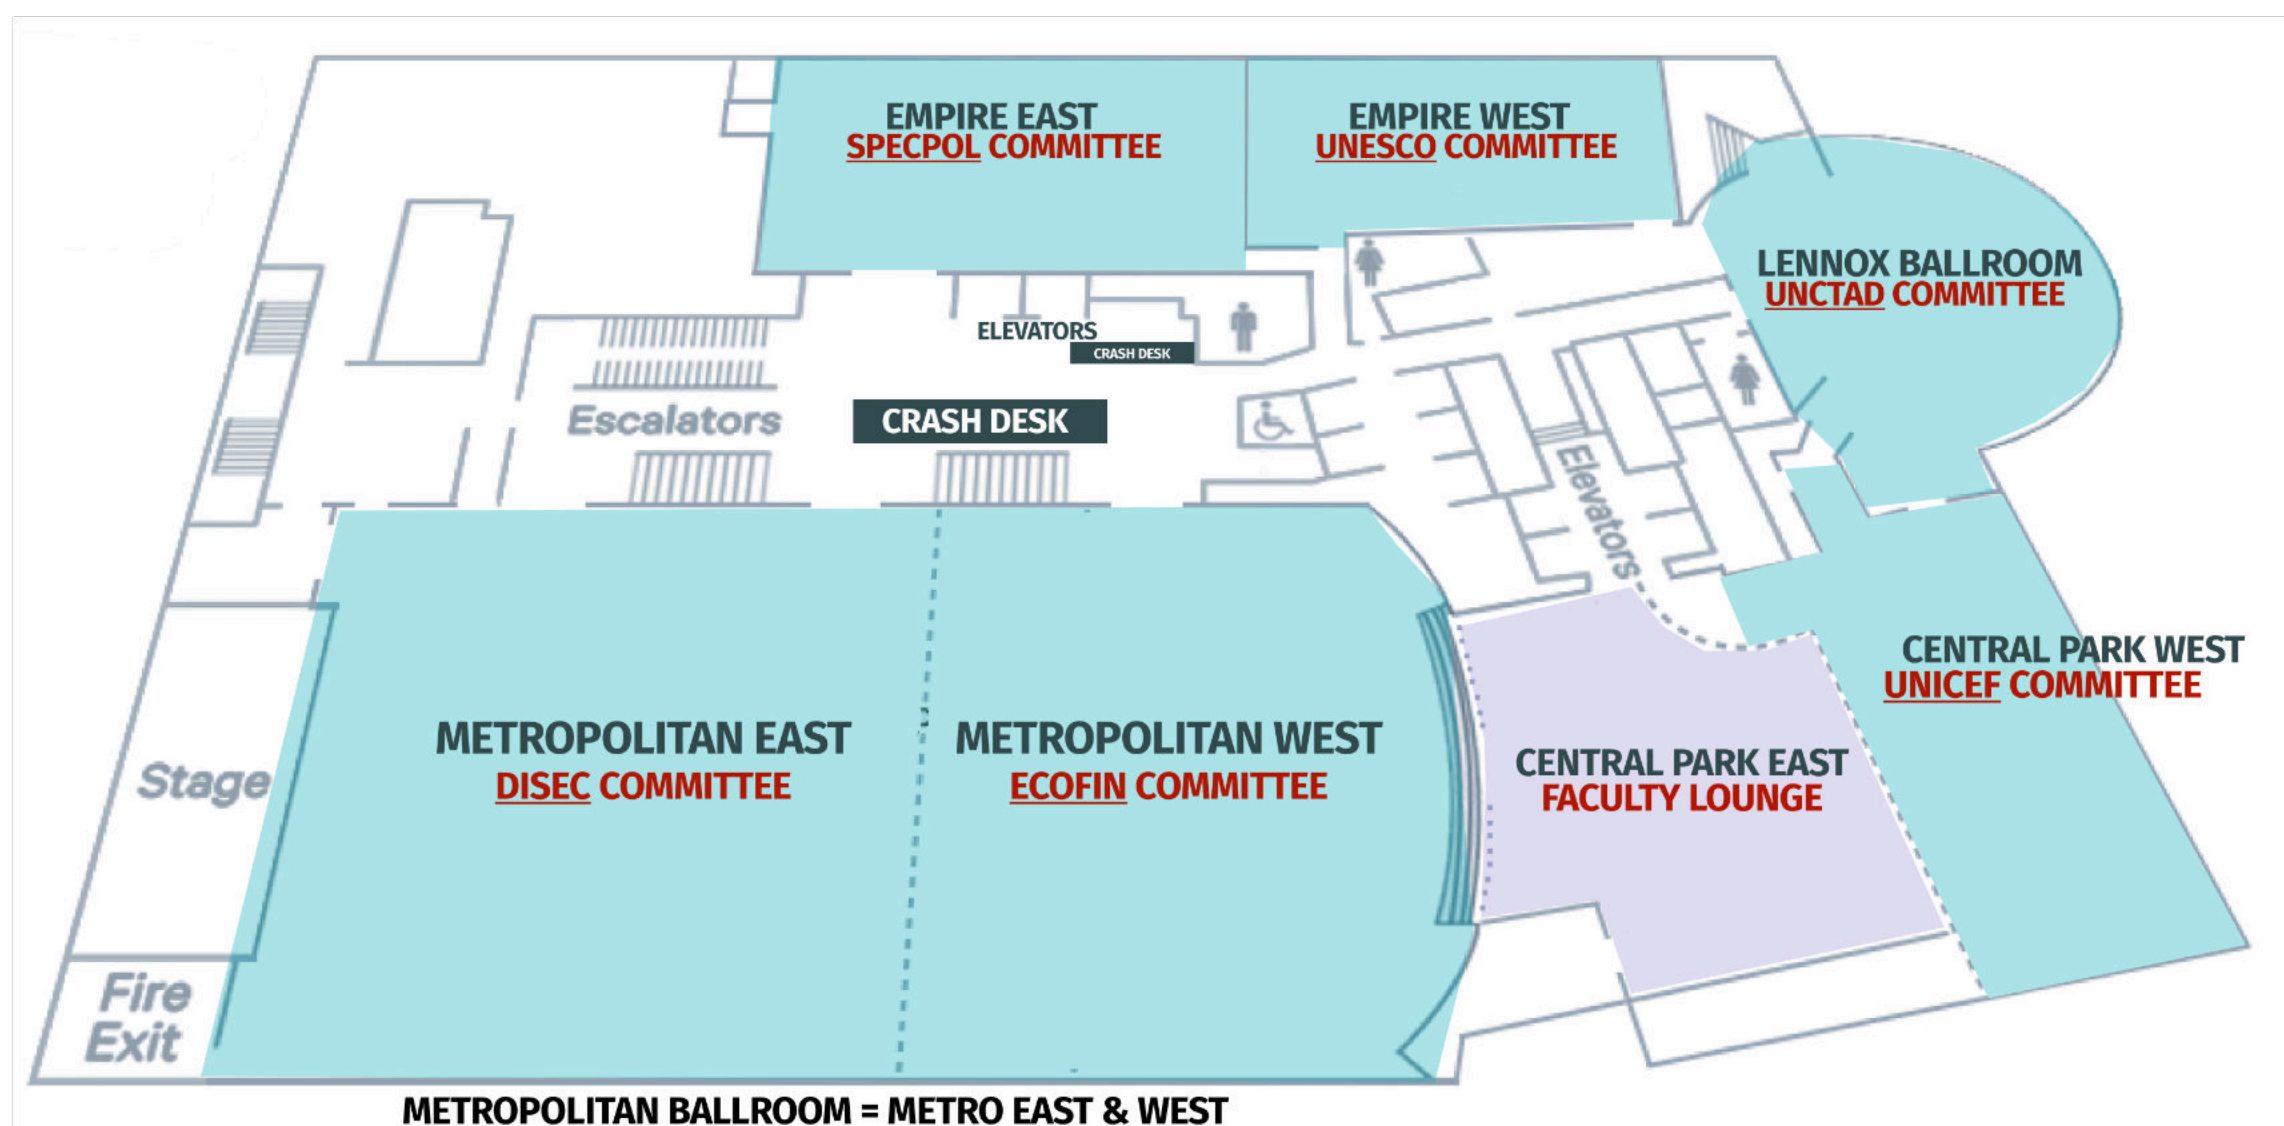 EMPIRE EAST
SPECPOL COMMITTEE
EMPIRE WEST
UNESCO COMMITTEE
LENNOX BALLROOM
UNCTAD COMMITTEE
ELEVATORS
CRASH DESK
Escalators
CRASH DESK
Elevators
CENTRAL PARK WEST
UNICEF COMMITTEE
METROPOLITAN EAST
DISEC COMMITTEE
METROPOLITAN WEST
ECOFIN COMMITTEE
CENTRAL PARK EAST
FACULTY LOUNGE
Stage
Fire
Exit
METROPOLITAN BALLROOM = METRO EAST & WEST